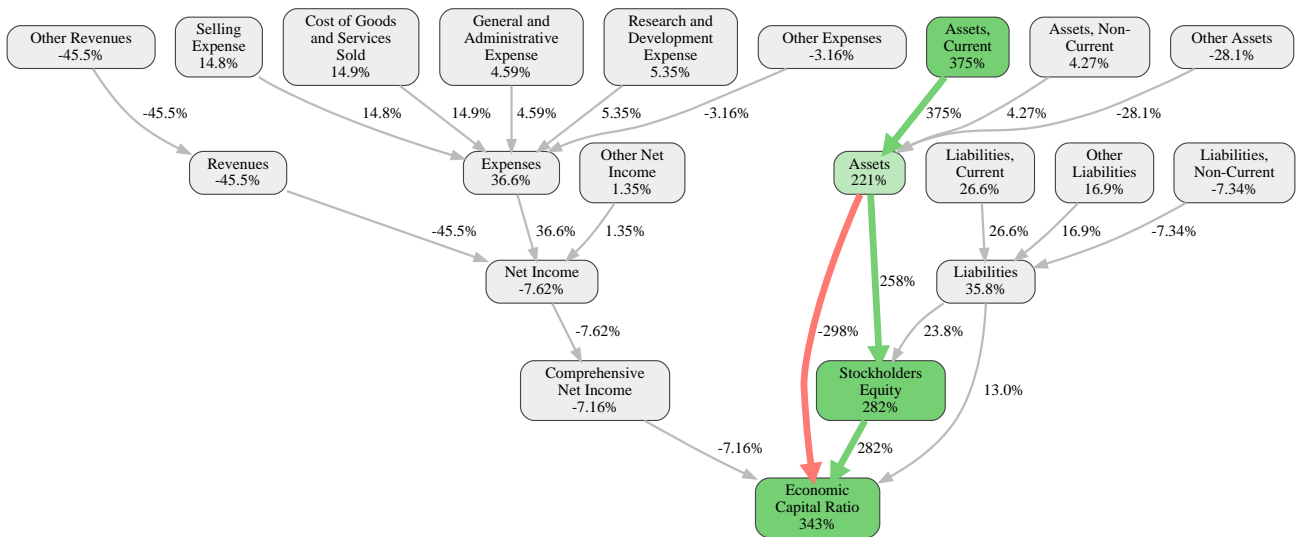 Other Revenues
-45.5%
Selling
Expense
14.8%
Cost of Goods
and Services
Sold
14.9%
General and
Administrative
Expense
4.59%
Research and
Development
Expense
5.35%
Other Expenses
-3.16%
Assets,
Current
375%
Assets, Non-
Current
4.27%
Other Assets
-28.1%
-45.5%
14.8%
14.9%
4.59%
5.35%
-3.16%
375%
4.27%
-28.1%
Revenues
-45.5%
Expenses
36.6%
Other Net
Income
1.35%
Assets
221%
Liabilities,
Current
26.6%
Other
Liabilities
16.9%
Liabilities,
Non-Current
-7.34%
-45.5%
36.6%
1.35%
26.6%
16.9%
-7.34%
Net Income
-7.62%
258%
Liabilities
35.8%
-7.62%
-298%
23.8%
Comprehensive
Net Income
-7.16%
Stockholders
Equity
282%
13.0%
-7.16%
282%
Economic
Capital Ratio
343%